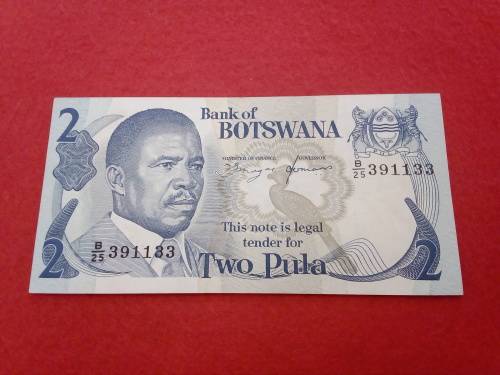 2
Bank of
BOTSWANA
MINISTER OF FINANCE GOVERNOR
B/25 391133
This note is legal
tender for
Two Pula
B/25 391133
2
2